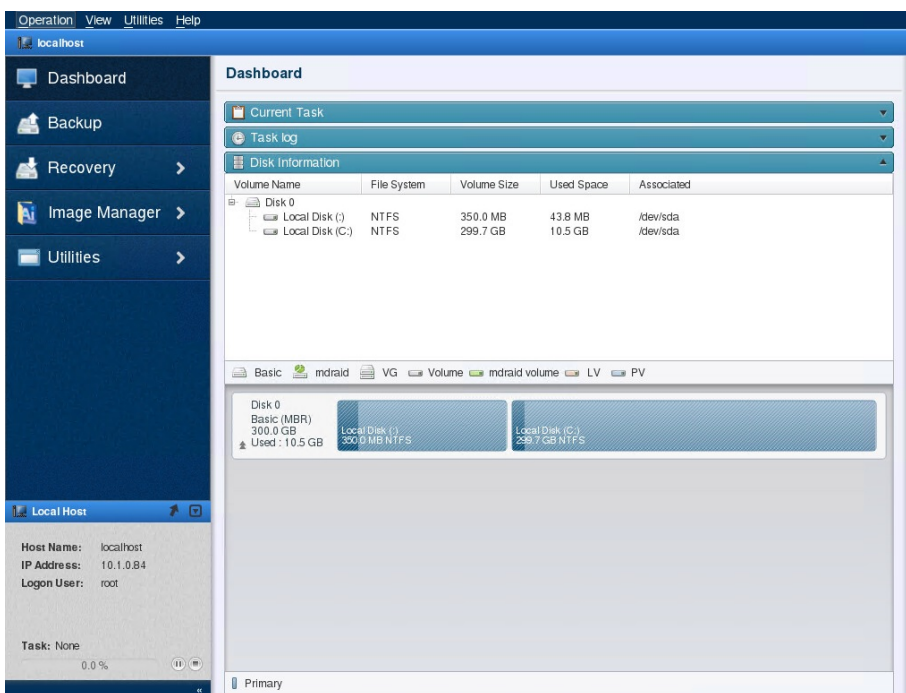 Operation View Utilities Help
localhost
Dashboard
Backup
Recovery
Image Manager
Utilities
Dashboard
Current Task
Task log
Disk Information
Volume Name File System Volume Size Used Space Associated
Disk 0
Local Disk (:) NTFS 350.0 MB 43.8 MB /dev/sda
Local Disk (C:) NTFS 299.7 GB 10.5 GB /dev/sda
Basic mdraid VG Volume mdraid volume LV PV
Disk 0
Basic (MBR)
300.0 GB
Used : 10.5 GB
Local Disk (:)
350.0 MB NTFS
Local Disk (C:)
299.7 GB NTFS
Local Host
Host Name: localhost
IP Address: 10.1.0.84
Logon User: root
Task: None
0.0 %
Primary